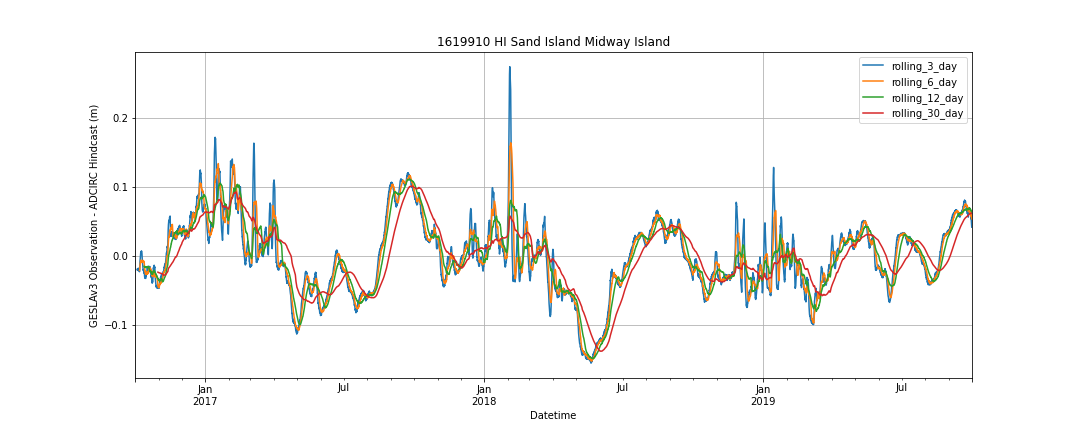 1619910 HI Sand Island Midway Island
GESLAv3 Observation - ADCIRC Hindcast (m)
0.2
0.1
0.0
−0.1
rolling_3_day
rolling_6_day
rolling_12_day
rolling_30_day
Jan
2017
Jul
Jan
2018
Jul
Jan
2019
Jul
Datetime